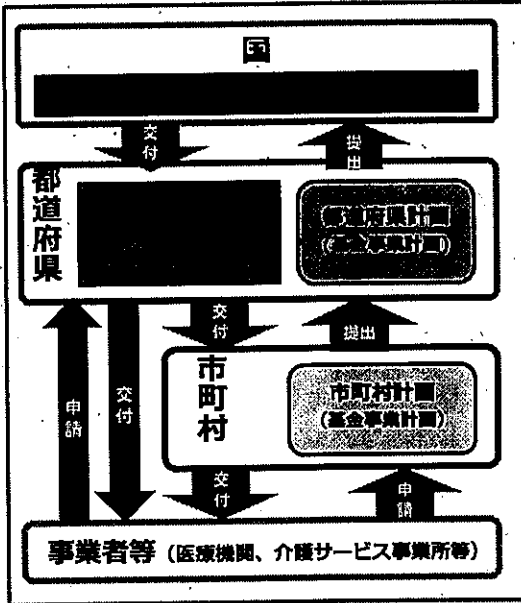 国
交付
提出
都道府県
都道府県計画
(基金事業計画)
交付
提出
申請
交付
市町村
市町村計画
(基金事業計画)
交付
申請
事業者等(医療機関、介護サービス事業所等)